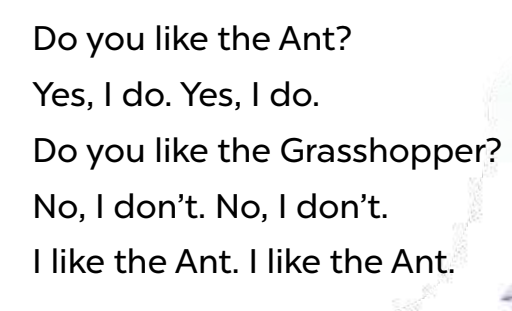 Do you like the Ant?
Yes, I do. Yes, I do.
Do you like the Grasshopper?
No, I don’t. No, I don’t.
I like the Ant. I like the Ant.